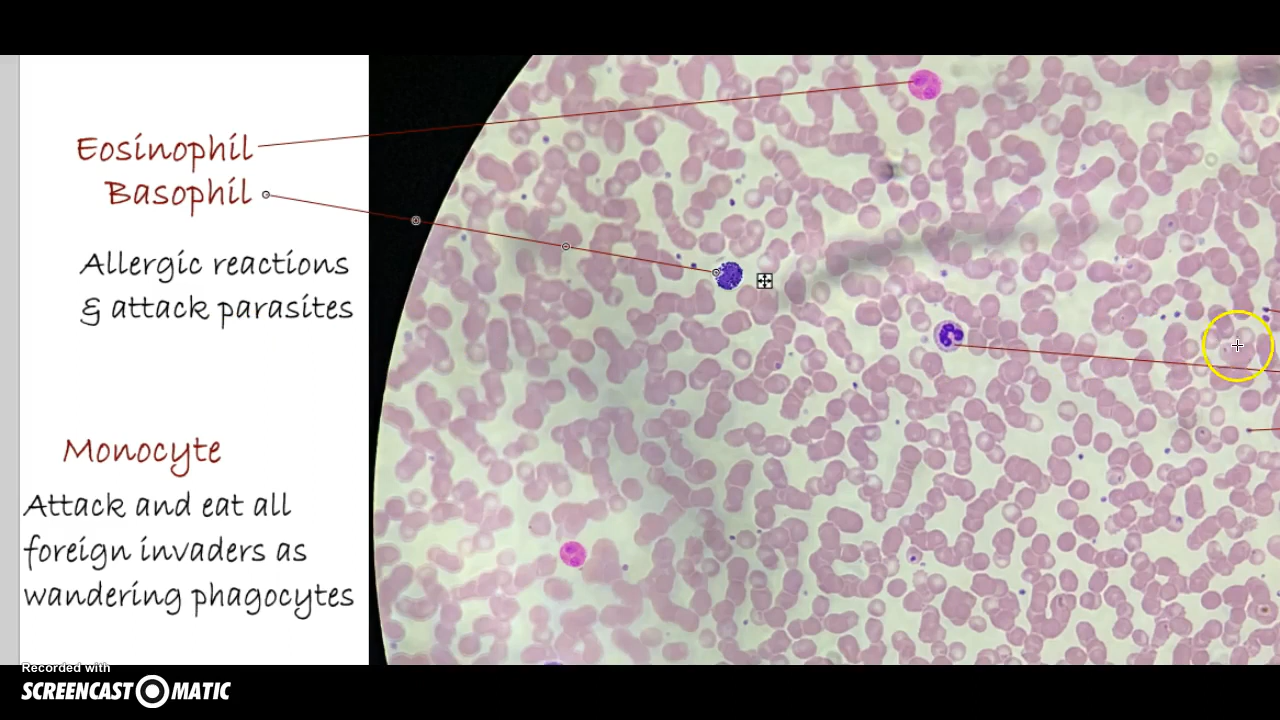 Eosinophil
Basophil
Allergic reactions
& attack parasites
Monocyte
Attack and eat all
foreign invaders as
wandering phagocytes
Recorded with
SCREENCAST-O-MATIC